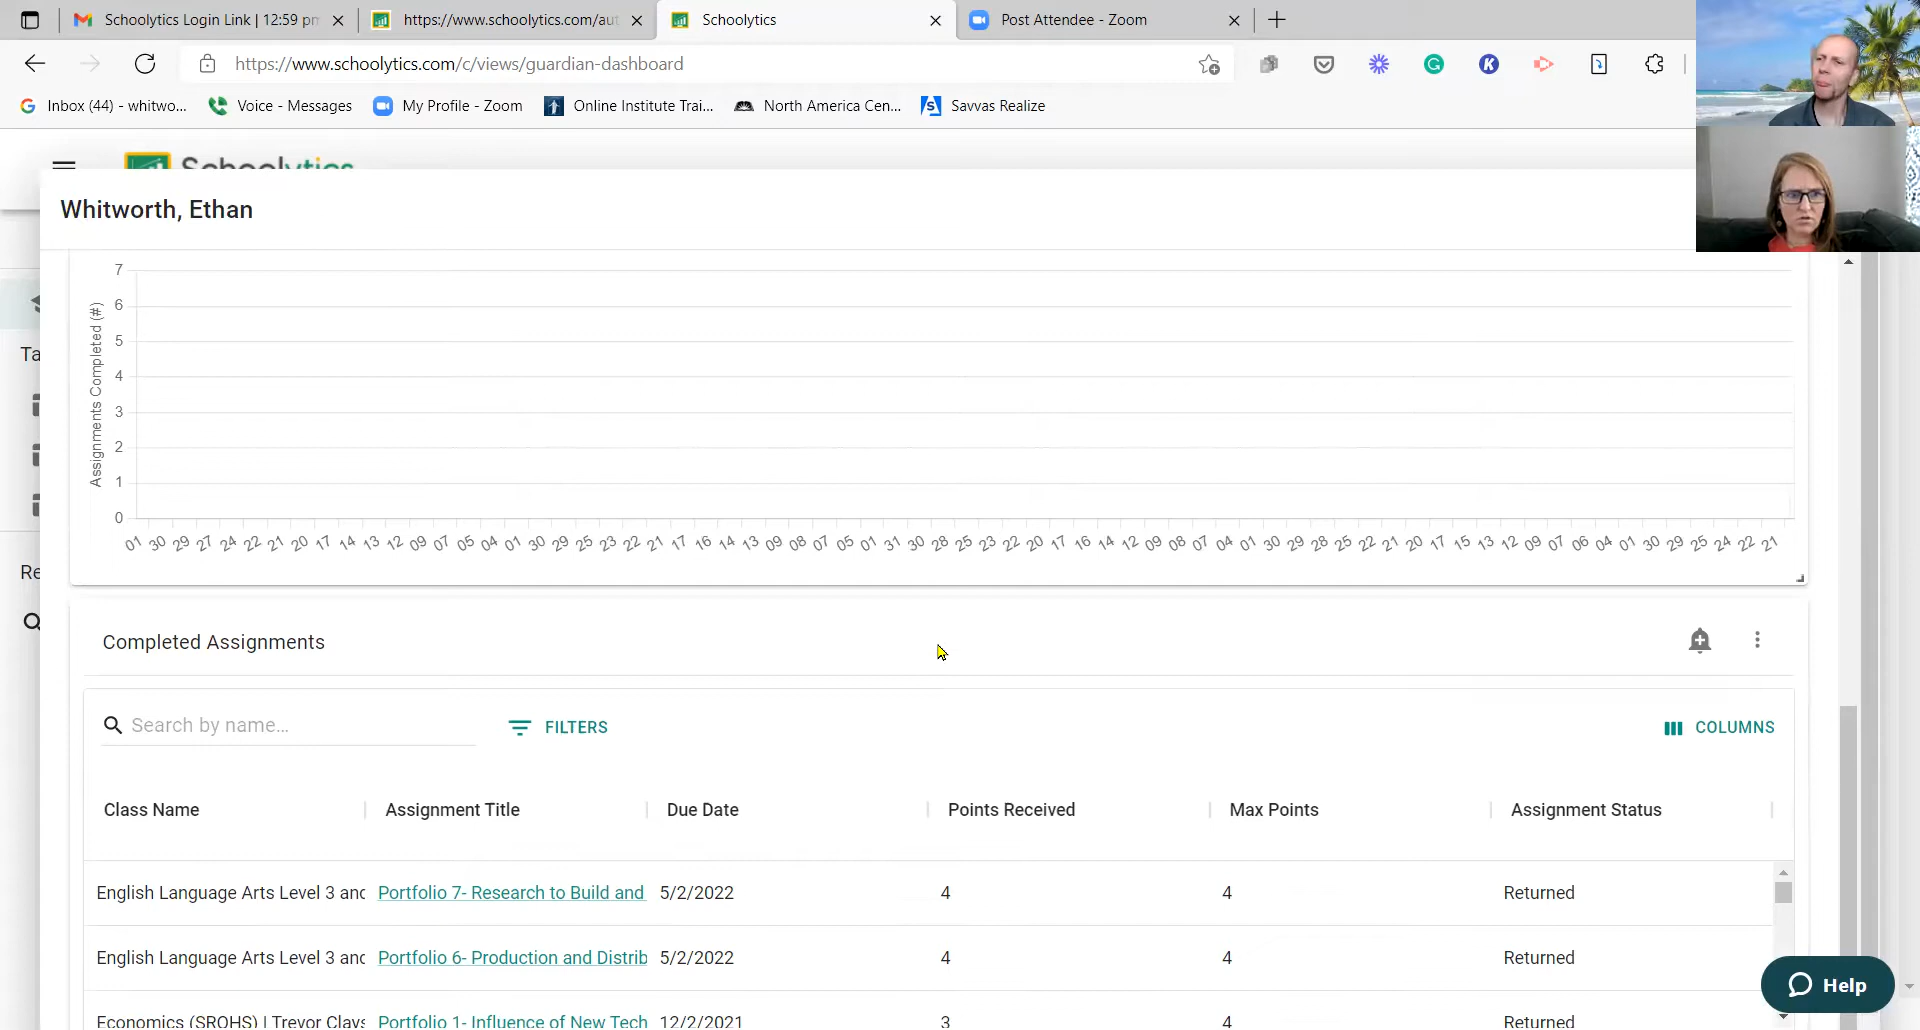 Schoolytics Login Link | 12:59 pm
https://www.schoolytics.com/aut
Schoolytics
Post Attendee - Zoom
https://www.schoolytics.com/c/views/guardian-dashboard
Inbox (44) - whitwo...
Voice - Messages
My Profile - Zoom
Online Institute Trai...
North America Cen...
Savvas Realize
Schoolytics
Whitworth, Ethan
Ta
Re
Assignments Completed (#)
7
6
5
4
3
2
1
0
01 30 29 27 24 22 21 20 17 14 13 12 09 07 05 04 01 30 29 25 23 22 21 17 16 14 13 09 08 07 05 01 31 30 28 25 23 22 20 17 16 14 12 09 08 07 04 01 30 29 28 25 22 21 20 17 15 13 12 09 07 06 04 01 30 29 25 24 22 21
Completed Assignments
Search by name...
FILTERS
COLUMNS
Class Name Assignment Title Due Date Points Received Max Points Assignment Status
English Language Arts Level 3 and Portfolio 7- Research to Build and 5/2/2022 4 4 Returned
English Language Arts Level 3 and Portfolio 6- Production and Distrib 5/2/2022 4 4 Returned
Economics (SROHS) | Trevor Clays Portfolio 1- Influence of New Tech 12/2/2021 3 4 Returned
Help